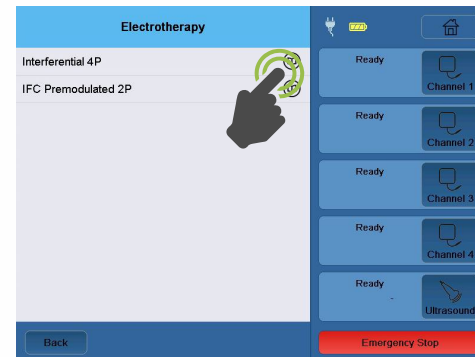 Electrotherapy
Interferential 4P
IFC Premodulated 2P
Back
Ready
Channel 1
Ready
Channel 2
Ready
Channel 3
Ready
Channel 4
Ready
Ultrasound
Emergency Stop